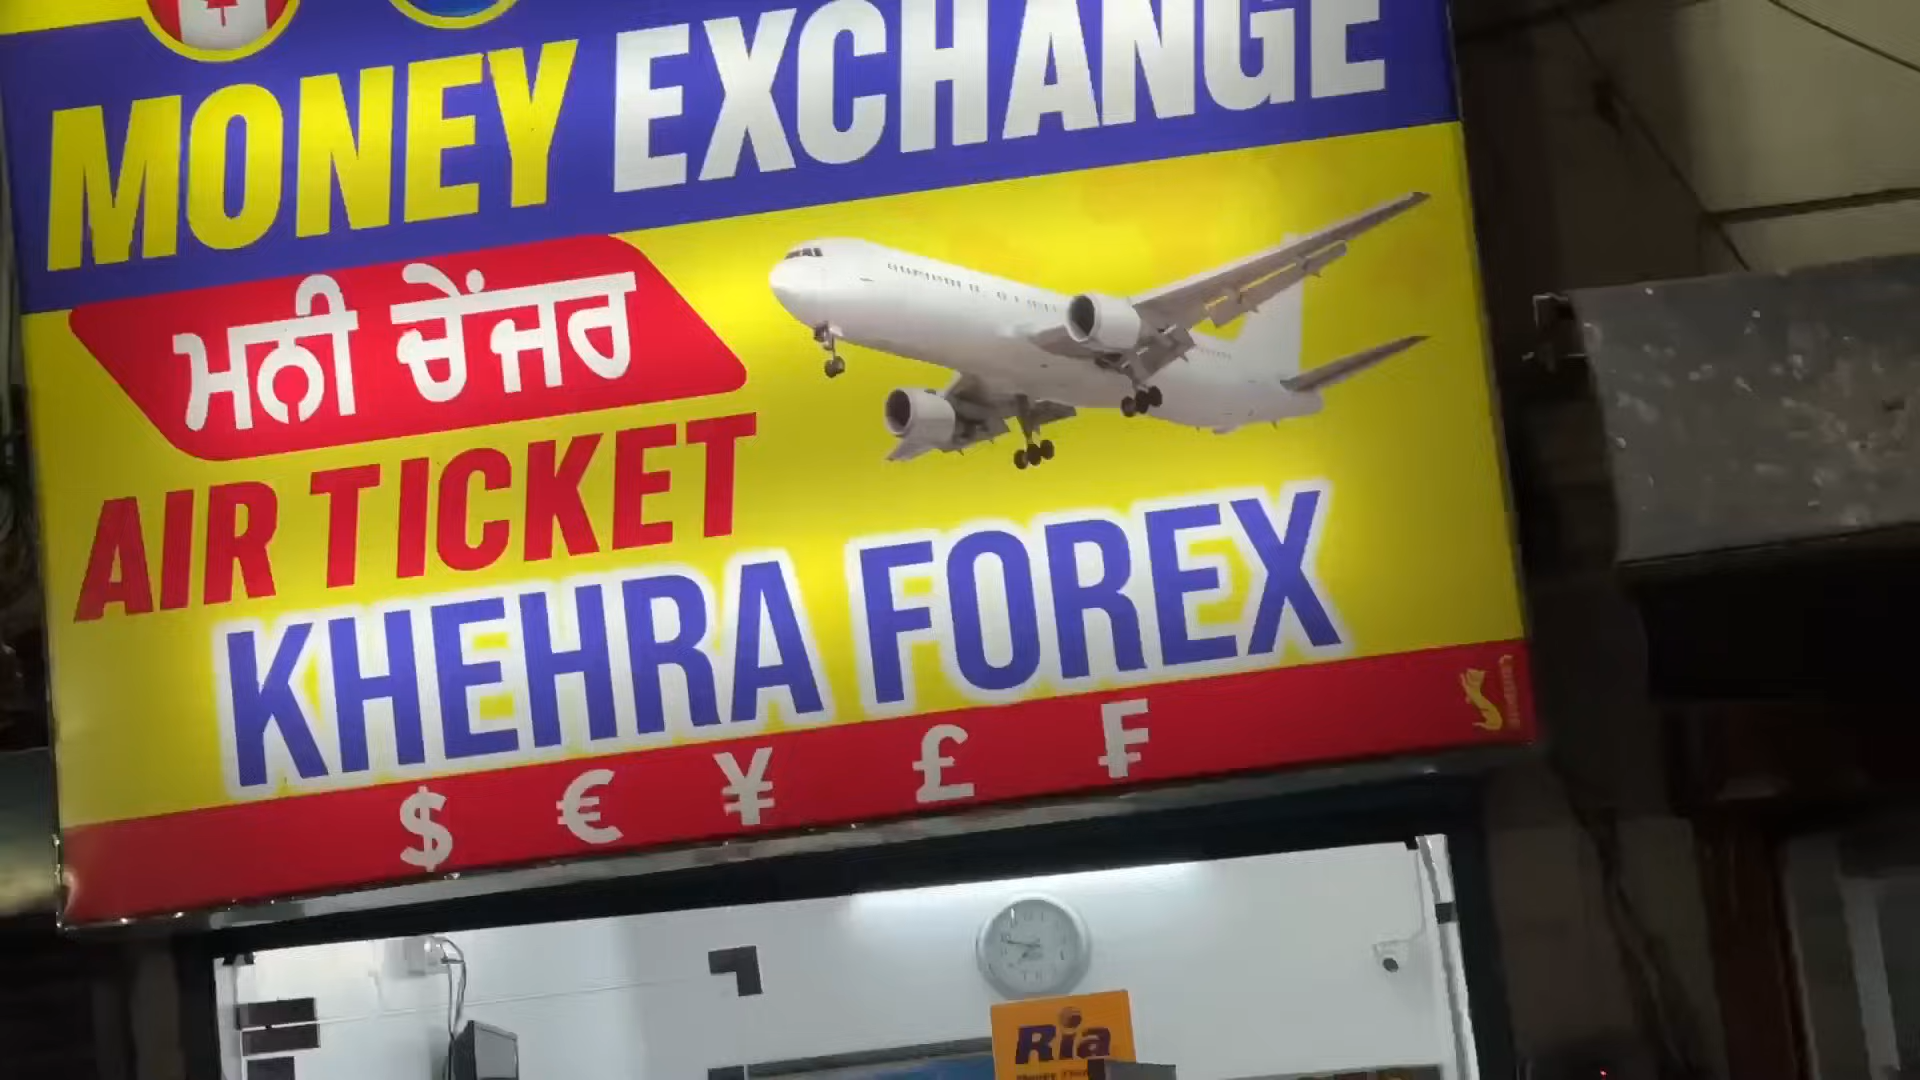 MONEY EXCHANGE
ਮਨੀ ਚੇਂਜਰ
AIR TICKET
KHEHRA FOREX
$ € ¥ £ ₣
Ria